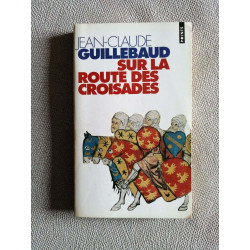 JEAN-CLAUDE
GUILLEBAUD
SUR LA
ROUTE DES
CROISADES